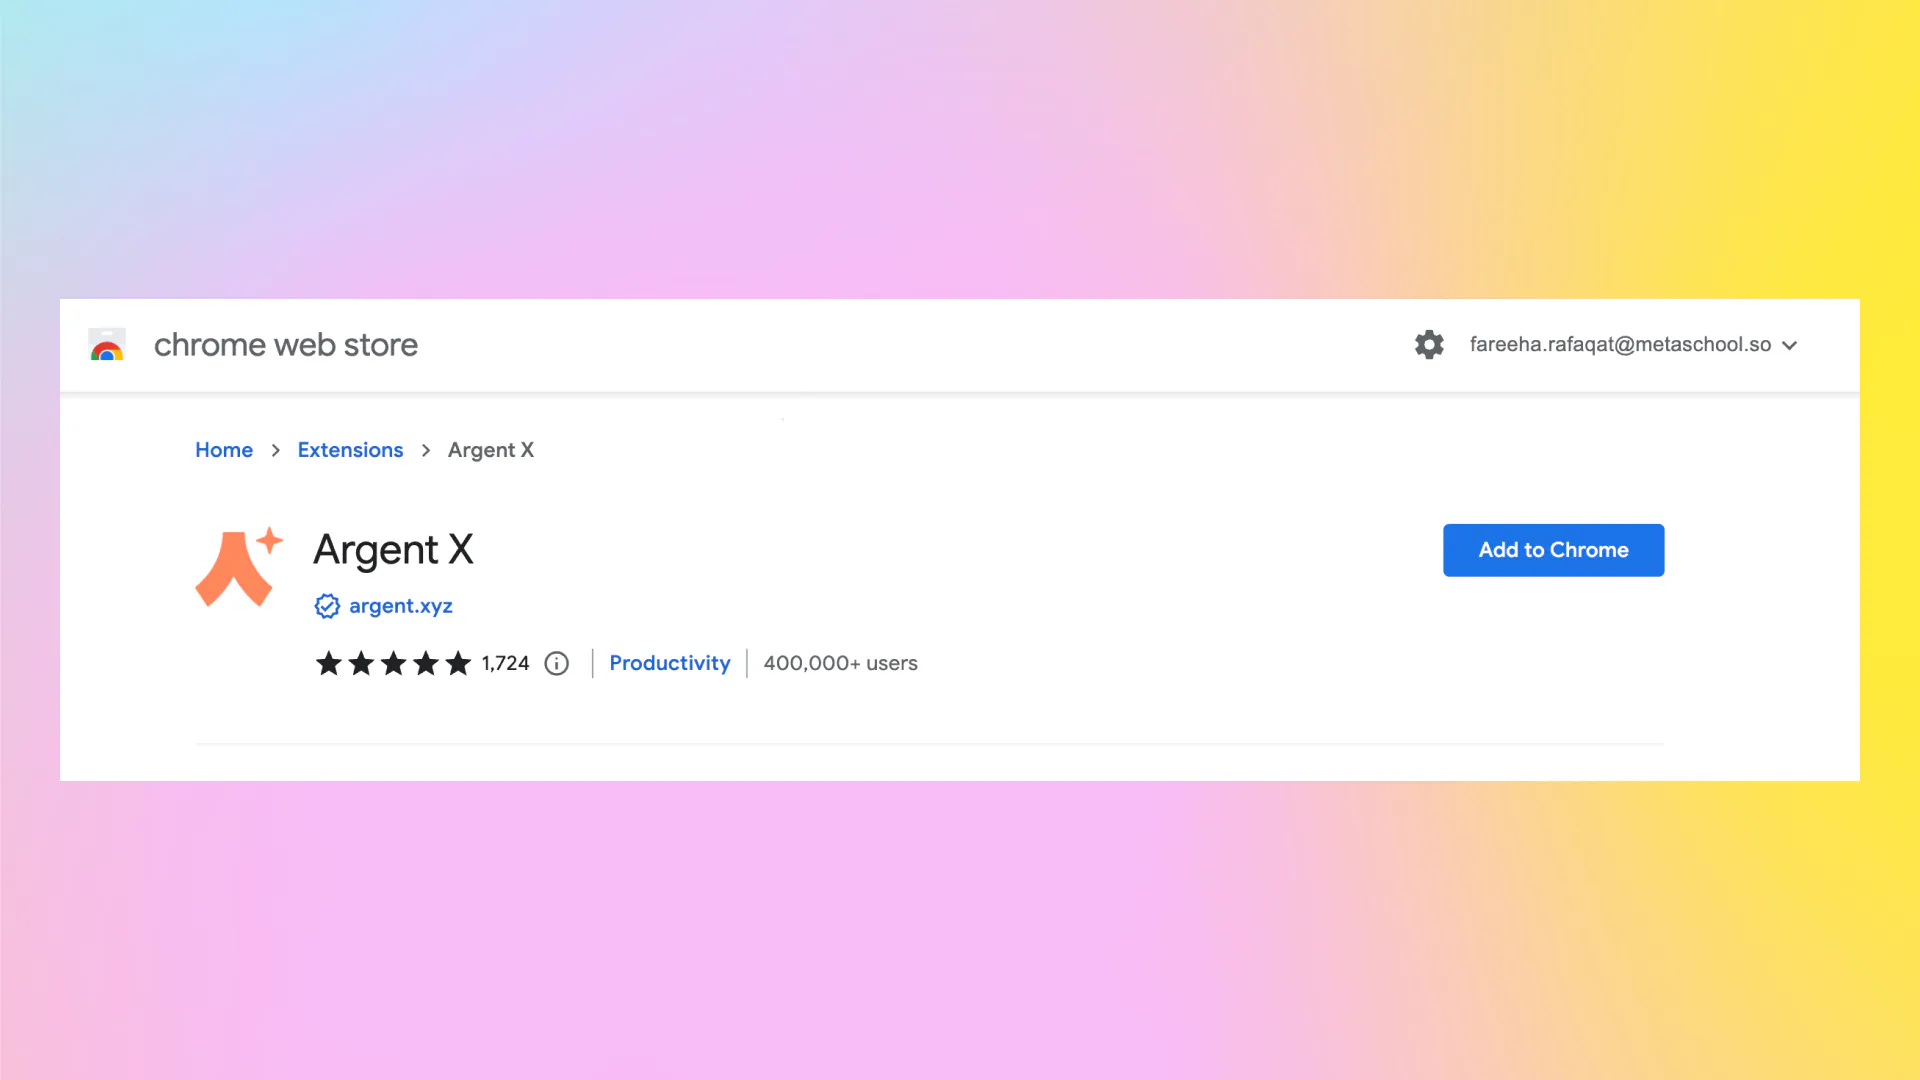 chrome web store
fareeha.rafaqat@metaschool.so
Home > Extensions > Argent X
Argent X
Add to Chrome
argent.xyz
1,724
Productivity
400,000+ users